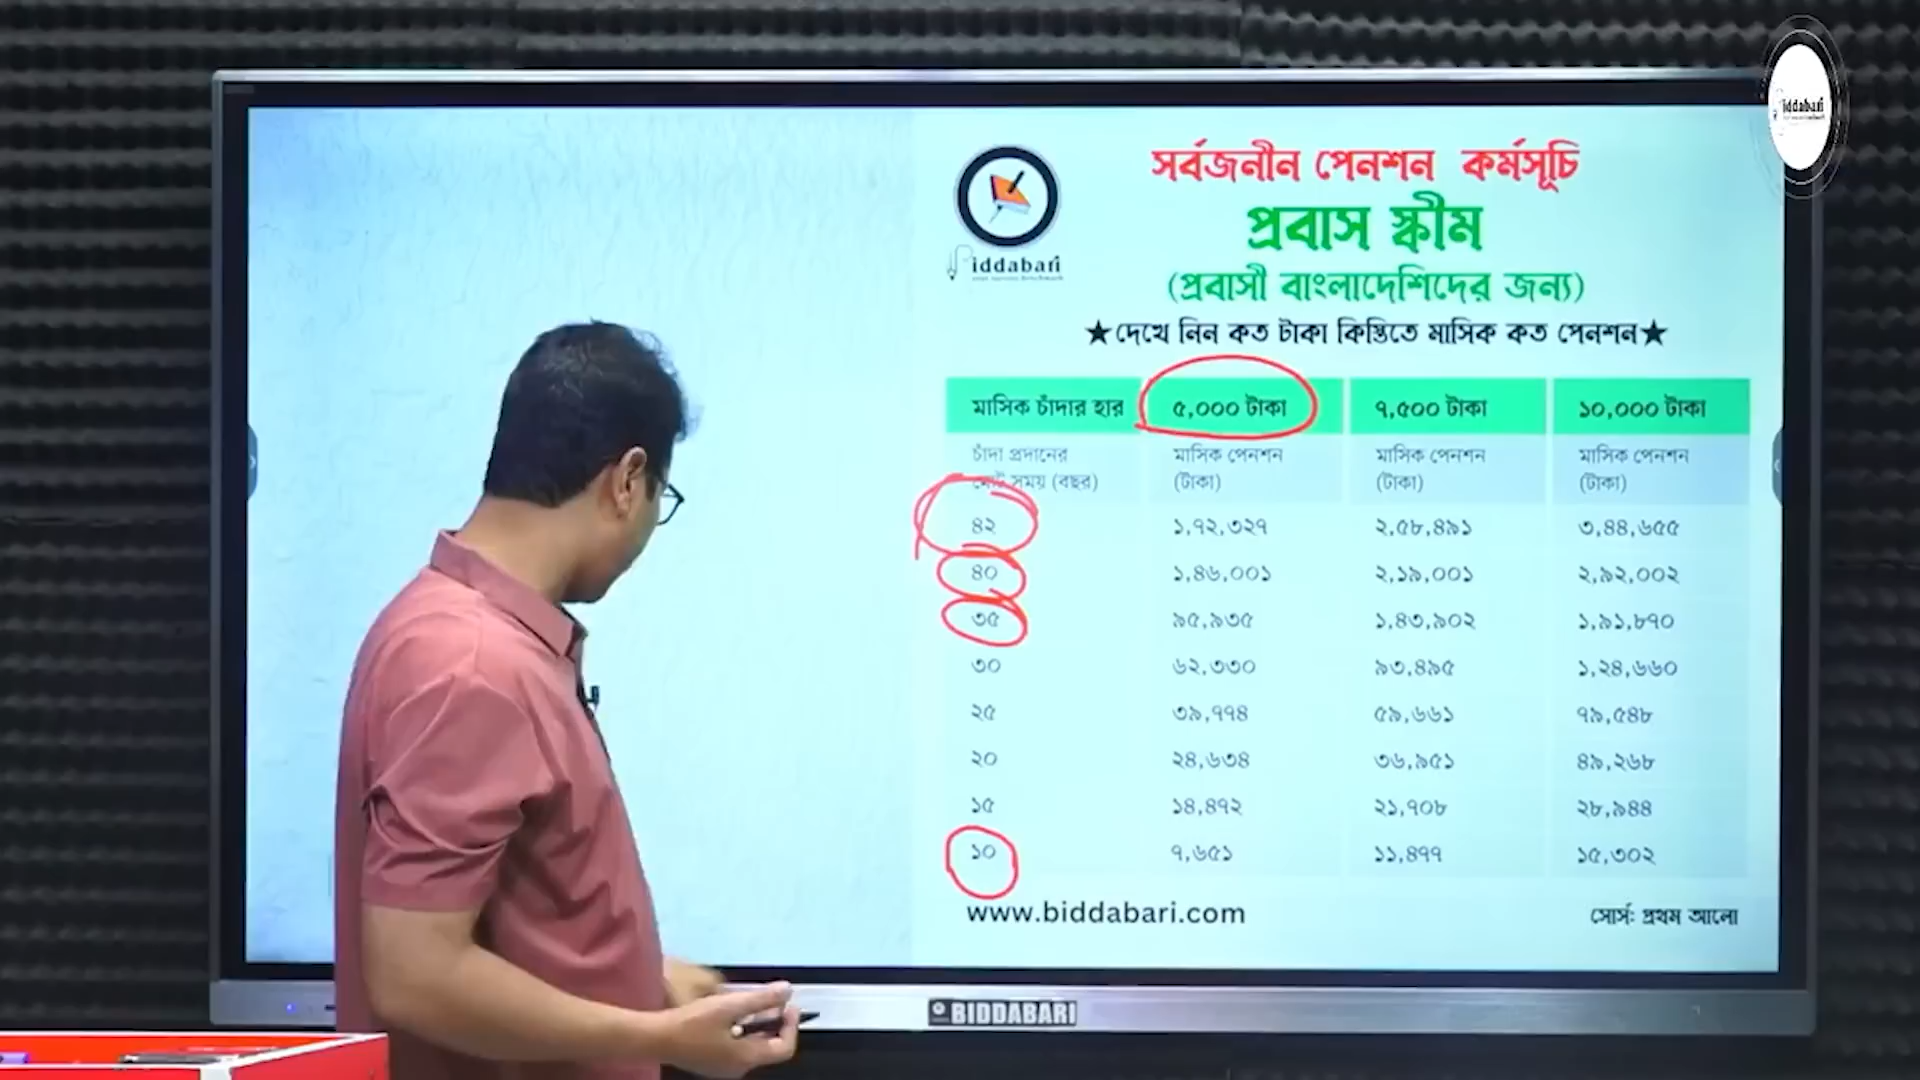 iddabari
সর্বজনীন পেনশন কর্মসূচি
প্রবাস স্কীম
(প্রবাসী বাংলাদেশিদের জন্য)
iddabari
★দেখে নিন কত টাকা কিস্তিতে মাসিক কত পেনশন★
মাসিক চাঁদার হার ৫,০০০ টাকা ৭,৫০০ টাকা ১০,০০০ টাকা
চাঁদা প্রদানের মাসিক পেনশন মাসিক পেনশন মাসিক পেনশন
মোট সময় (বছর) (টাকা) (টাকা) (টাকা)
৪২ ১,৭২,৩২৭ ২,৫৮,৪৯১ ৩,৪৪,৬৫৫
৪০ ১,৪৬,০০১ ২,১৯,০০১ ২,৯২,০০২
৩৫ ৯৫,৯৩৫ ১,৪৩,৯০২ ১,৯১,৮৭০
৩০ ৬২,৩৩০ ৯৩,৪৯৫ ১,২৪,৬৬০
২৫ ৩৯,৭৭৪ ৫৯,৬৬১ ৭৯,৫৪৮
২০ ২৪,৬৩৪ ৩৬,৯৫১ ৪৯,২৬৮
১৫ ১৪,৪৭২ ২১,৭০৮ ২৮,৯৪৪
১০ ৭,৬৫১ ১১,৪৭৭ ১৫,৩০২
www.biddabari.com সোর্সঃ প্রথম আলো
BIDDABARI